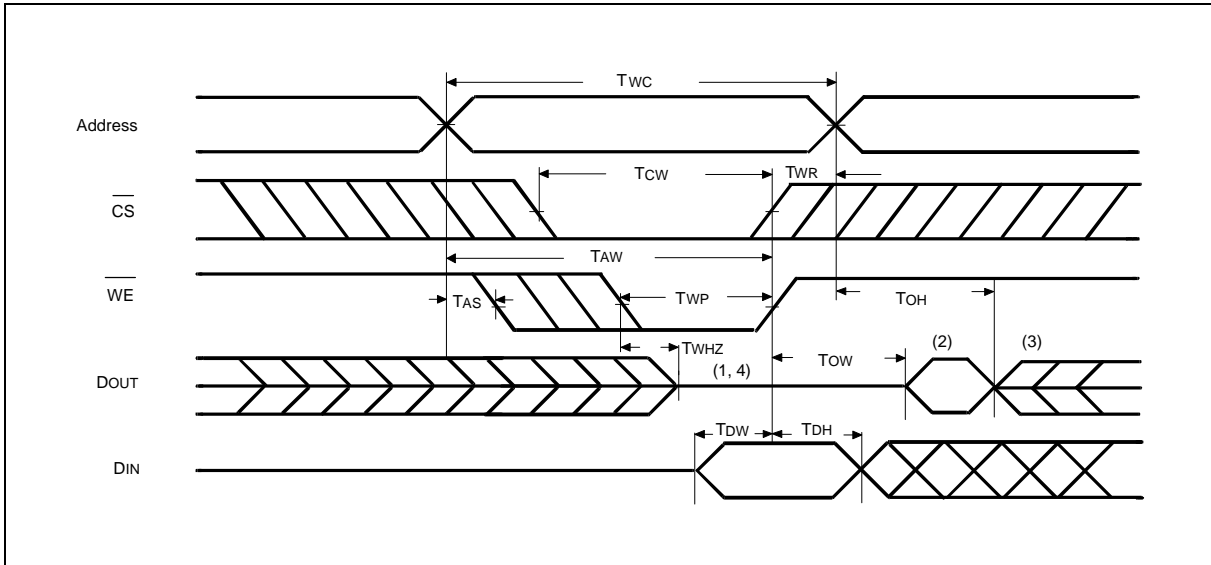 TWC
Address
TCW
TWR
CS
TAW
WE
TAS
TWP
TOH
TWHZ
(2)
(3)
TOW
DOUT
(1, 4)
TDW
TDH
DIN